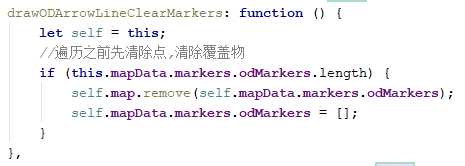 drawODArrowLineClearMarkers: function () {
    let self = this;
    //遍历之前先清除点,清除覆盖物
    if (this.mapData.markers.odMarkers.length) {
        self.map.remove(self.mapData.markers.odMarkers);
        self.mapData.markers.odMarkers = [];
    }
},